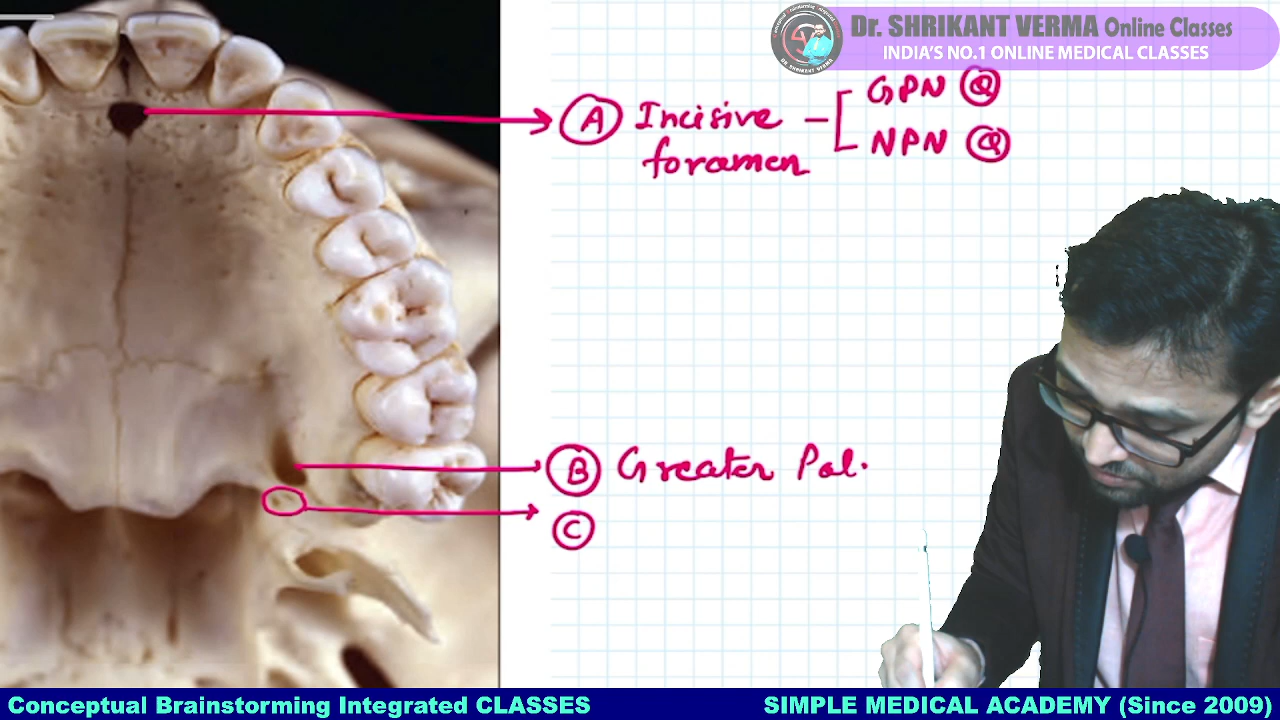 Dr. SHRIKANT VERMA Online Classes
INDIA'S NO.1 ONLINE MEDICAL CLASSES
A Incisive foramen
GPN Q
NPN Q
B Greater Pal.
C
Conceptual Brainstorming Integrated CLASSES
SIMPLE MEDICAL ACADEMY (Since 2009)